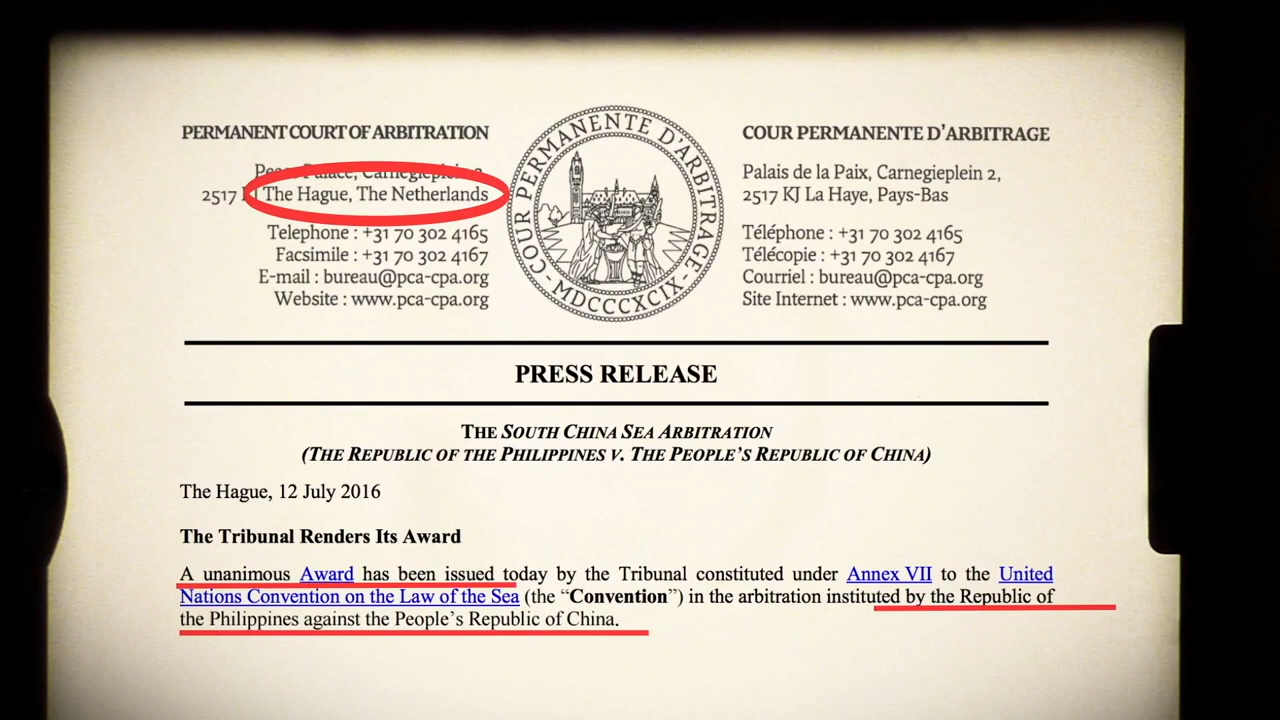 PERMANENT COURT OF ARBITRATION
Peace Palace, Carnegieplein 2,
2517 The Hague, The Netherlands
Telephone : +31 70 302 4165
Facsimile : +31 70 302 4167
E-mail : bureau@pca-cpa.org
Website : www.pca-cpa.org
COUR PERMANENTE D'ARBITRAGE
- MDCCCXCIX -
COUR PERMANENTE D’ARBITRAGE
Palais de la Paix, Carnegieplein 2,
2517 KJ La Haye, Pays-Bas
Téléphone : +31 70 302 4165
Télécopie : +31 70 302 4167
Courriel : bureau@pca-cpa.org
Site Internet : www.pca-cpa.org
PRESS RELEASE
THE SOUTH CHINA SEA ARBITRATION
(THE REPUBLIC OF THE PHILIPPINES V. THE PEOPLE’S REPUBLIC OF CHINA)
The Hague, 12 July 2016
The Tribunal Renders Its Award
A unanimous Award has been issued today by the Tribunal constituted under Annex VII to the United
Nations Convention on the Law of the Sea (the “Convention”) in the arbitration instituted by the Republic of
the Philippines against the People’s Republic of China.